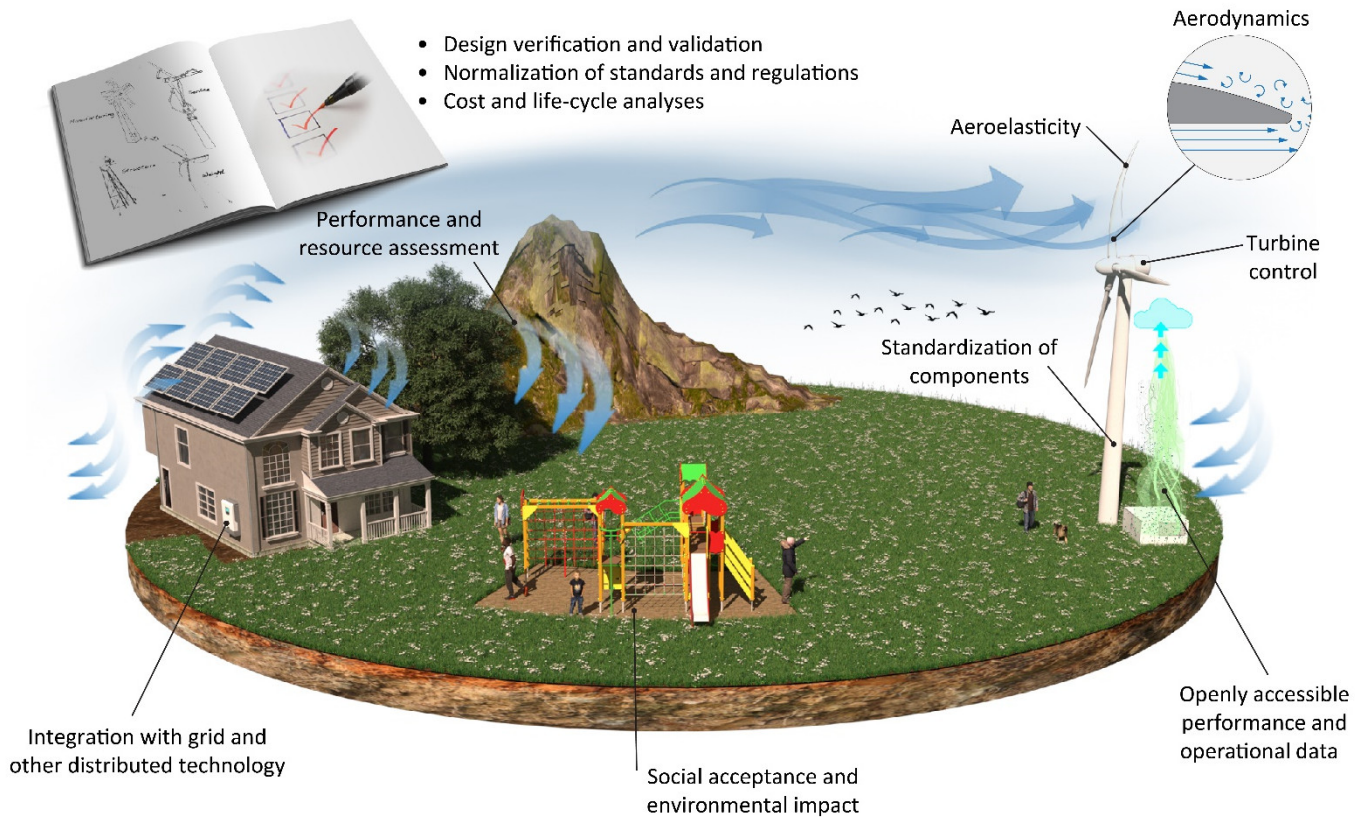 • Design verification and validation
• Normalization of standards and regulations
• Cost and life-cycle analyses
Aerodynamics
Aeroelasticity
Performance and
resource assessment
Turbine
control
Standardization of
components
Integration with grid and
other distributed technology
Social acceptance and
environmental impact
Openly accessible
performance and
operational data